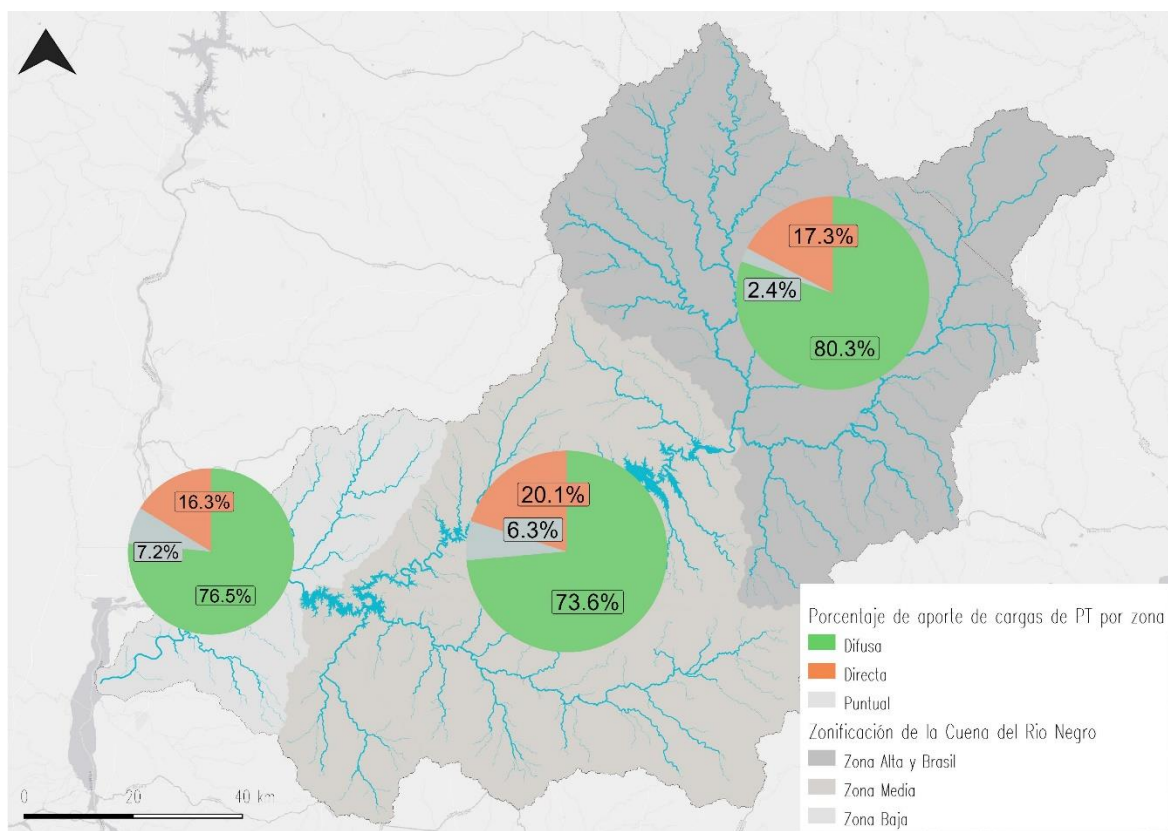 17.3%
2.4%
80.3%
16.3%
7.2%
76.5%
20.1%
6.3%
73.6%
Porcentaje de aporte de cargas de PT por zona
Difusa
Directa
Puntual
Zonificación de la Cuena del Rio Negro
Zona Alta y Brasil
Zona Media
Zona Baja
0 20 40 km